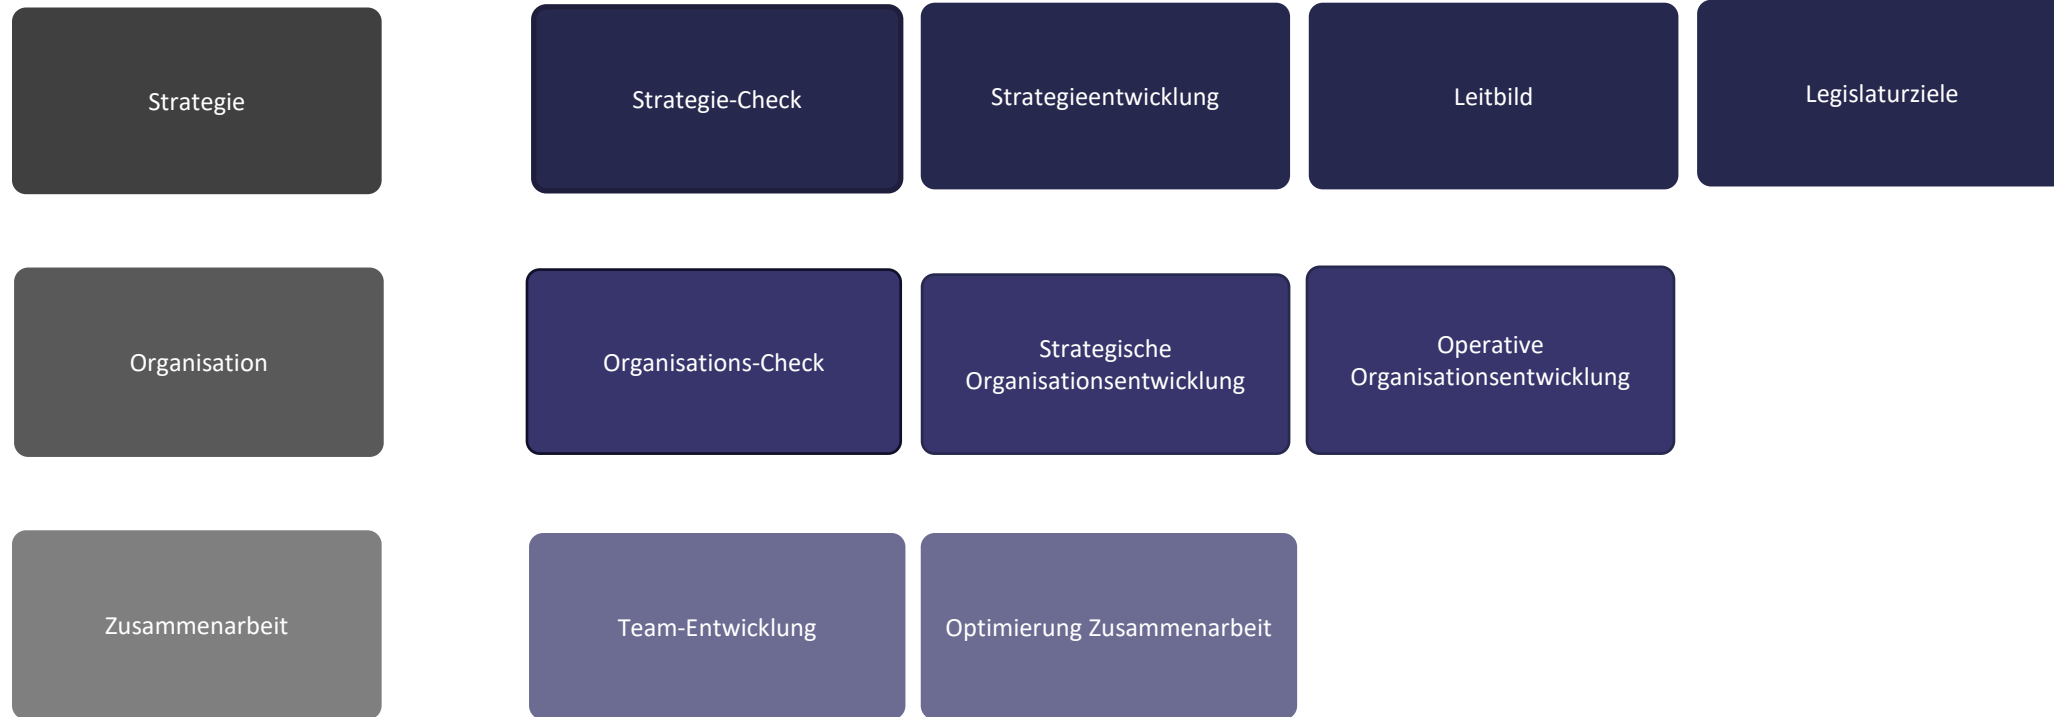 Strategie
Strategie-Check
Strategieentwicklung
Leitbild
Legislaturziele
Organisation
Organisations-Check
Strategische
Organisationsentwicklung
Operative
Organisationsentwicklung
Zusammenarbeit
Team-Entwicklung
Optimierung Zusammenarbeit